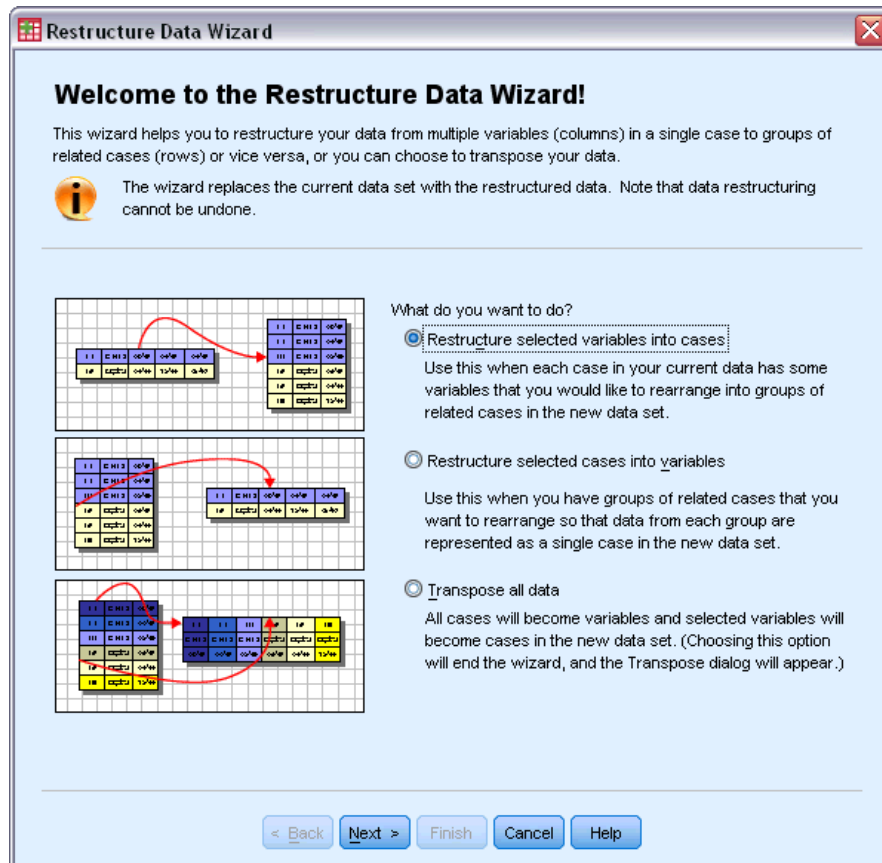 Restructure Data Wizard
Welcome to the Restructure Data Wizard!
This wizard helps you to restructure your data from multiple variables (columns) in a single case to groups of
related cases (rows) or vice versa, or you can choose to transpose your data.
The wizard replaces the current data set with the restructured data. Note that data restructuring
cannot be undone.
What do you want to do?
Restructure selected variables into cases
Use this when each case in your current data has some
variables that you would like to rearrange into groups of
related cases in the new data set.
Restructure selected cases into variables
Use this when you have groups of related cases that you
want to rearrange so that data from each group are
represented as a single case in the new data set.
Transpose all data
All cases will become variables and selected variables will
become cases in the new data set. (Choosing this option
will end the wizard, and the Transpose dialog will appear.)
< Back
Next >
Finish
Cancel
Help